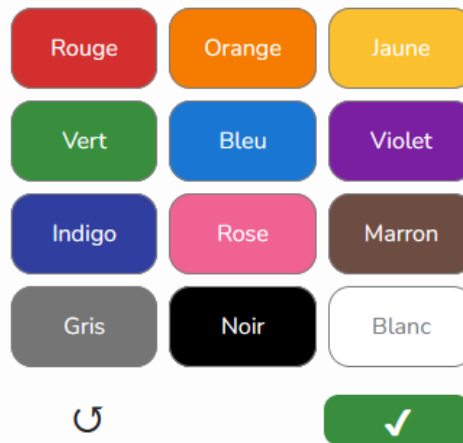 Rouge Orange Jaune
Vert Bleu Violet
Indigo Rose Marron
Gris Noir Blanc